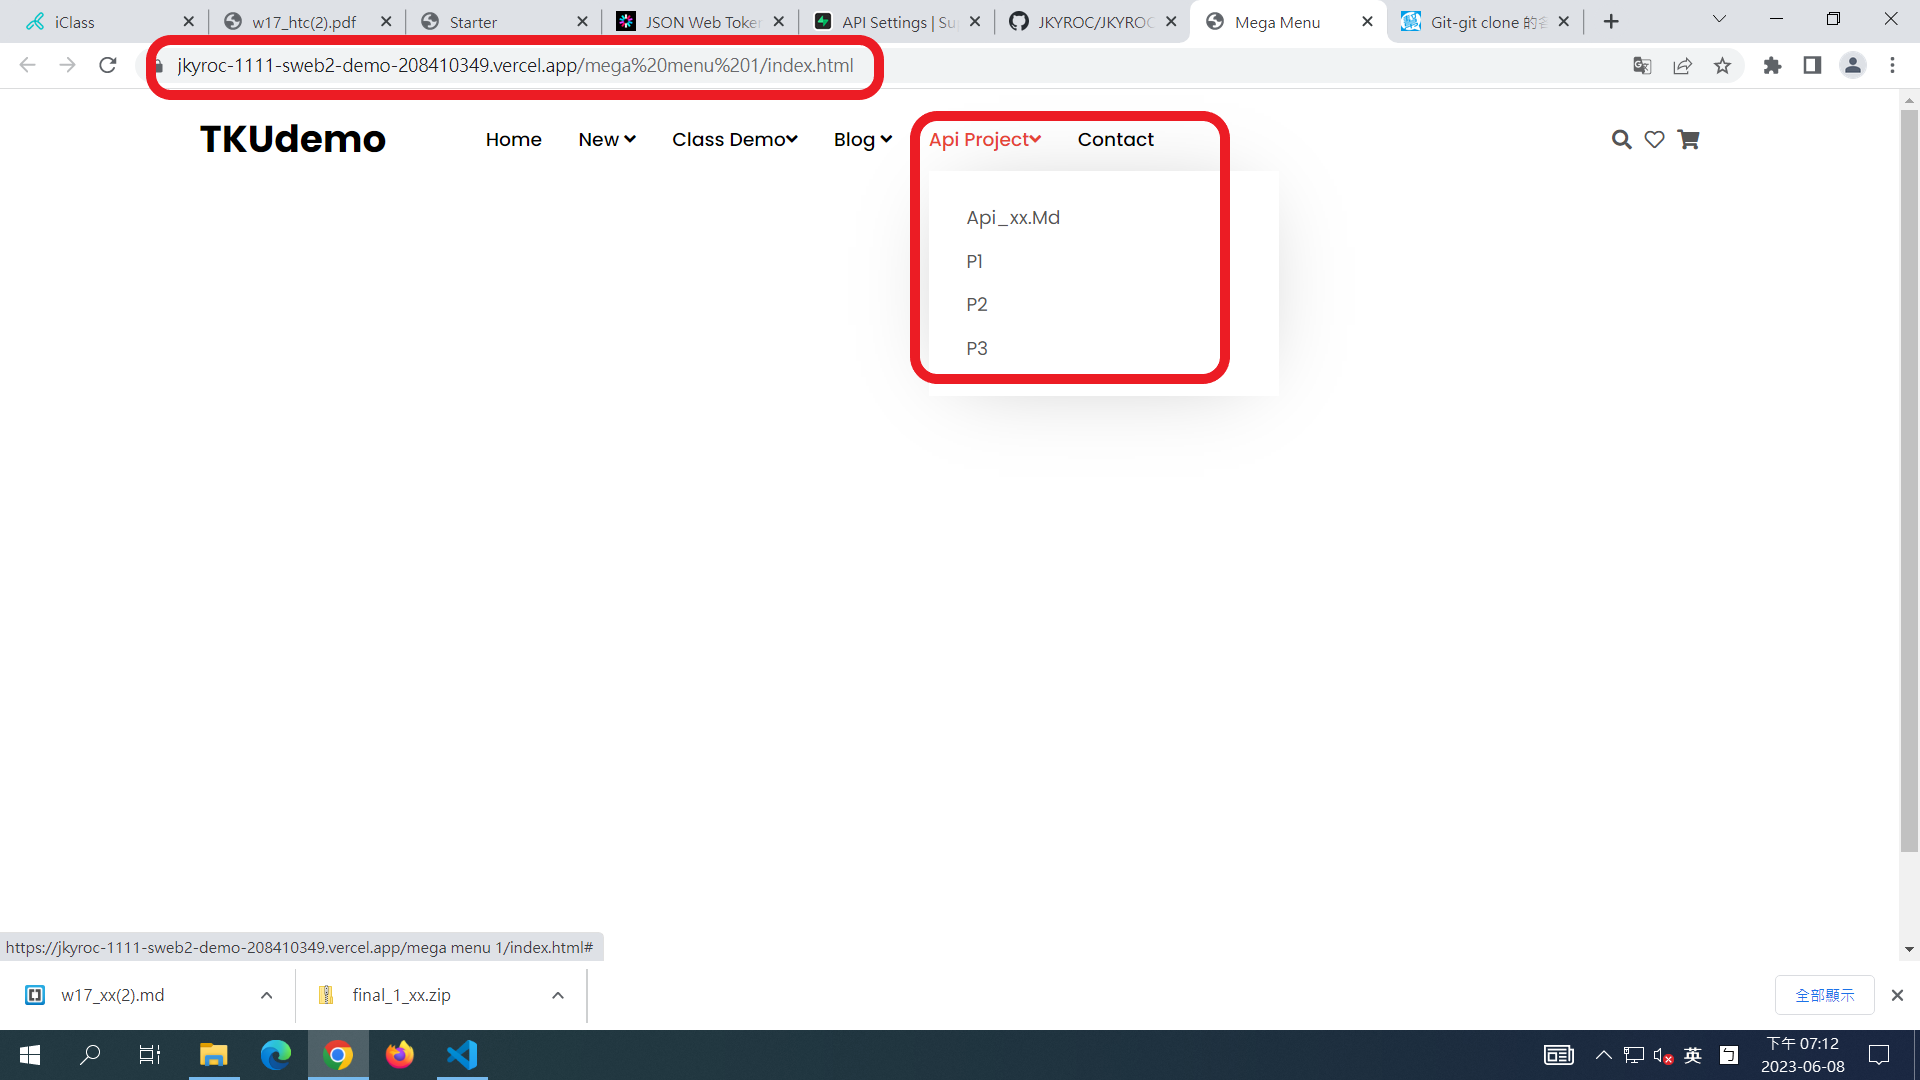 iClass
w17_htc(2).pdf
Starter
JSON Web Token
API Settings | Su
JKYROC/JKYROC
Mega Menu
Git-git clone 的
jkyroc-1111-sweb2-demo-208410349.vercel.app/mega%20menu%201/index.html
TKUdemo
Home
New
Class Demo
Blog
Api Project
Contact
Api_xx.Md
P1
P2
P3
https://jkyroc-1111-sweb2-demo-208410349.vercel.app/mega menu 1/index.html#
w17_xx(2).md
final_1_xx.zip
全部顯示
英
ㄅ
下午 07:12
2023-06-08